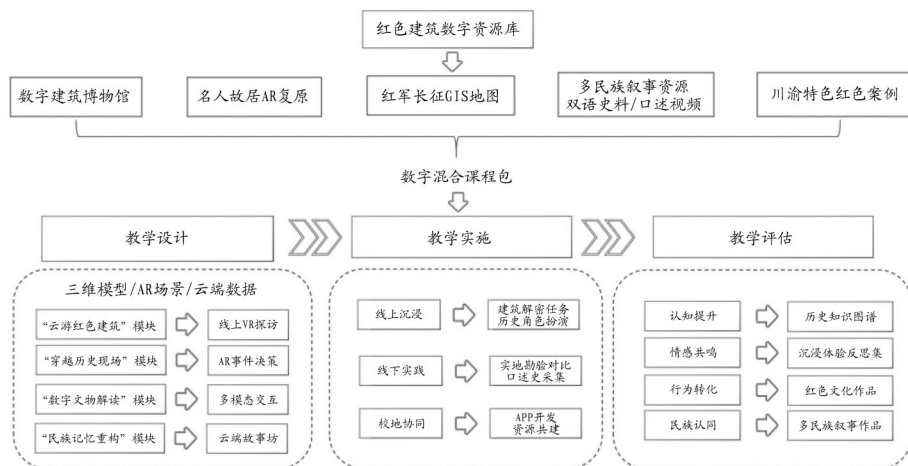 红色建筑数字资源库
数字建筑博物馆
名人故居AR复原
红军长征GIS地图
多民族叙事资源
双语史料/口述视频
川渝特色红色案例
数字混合课程包
教学设计
教学实施
教学评估
三维模型/AR场景/云端数据
“云游红色建筑”模块
线上VR探访
“穿越历史现场”模块
AR事件决策
“数字文物解读”模块
多模态交互
“民族记忆重构”模块
云端故事坊
线上沉浸
建筑解密任务
历史角色扮演
线下实践
实地勘验对比
口述史采集
校地协同
APP开发
资源共建
认知提升
历史知识图谱
情感共鸣
沉浸体验反思集
行为转化
红色文化作品
民族认同
多民族叙事作品